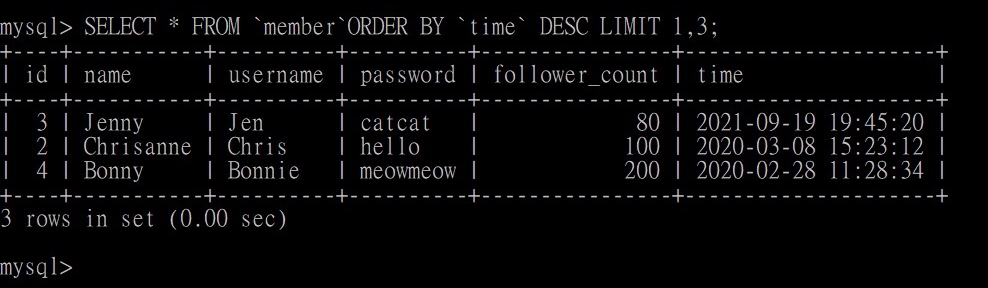 mysql> SELECT * FROM `member`ORDER BY `time` DESC LIMIT 1,3;
+----+-----------+----------+----------+----------------+---------------------+
| id | name      | username | password | follower_count | time                |
+----+-----------+----------+----------+----------------+---------------------+
|  3 | Jenny     | Jen      | catcat   |             80 | 2021-09-19 19:45:20 |
|  2 | Chrisanne | Chris    | hello    |            100 | 2020-03-08 15:23:12 |
|  4 | Bonny     | Bonnie   | meowmeow |            200 | 2020-02-28 11:28:34 |
+----+-----------+----------+----------+----------------+---------------------+
3 rows in set (0.00 sec)
mysql>